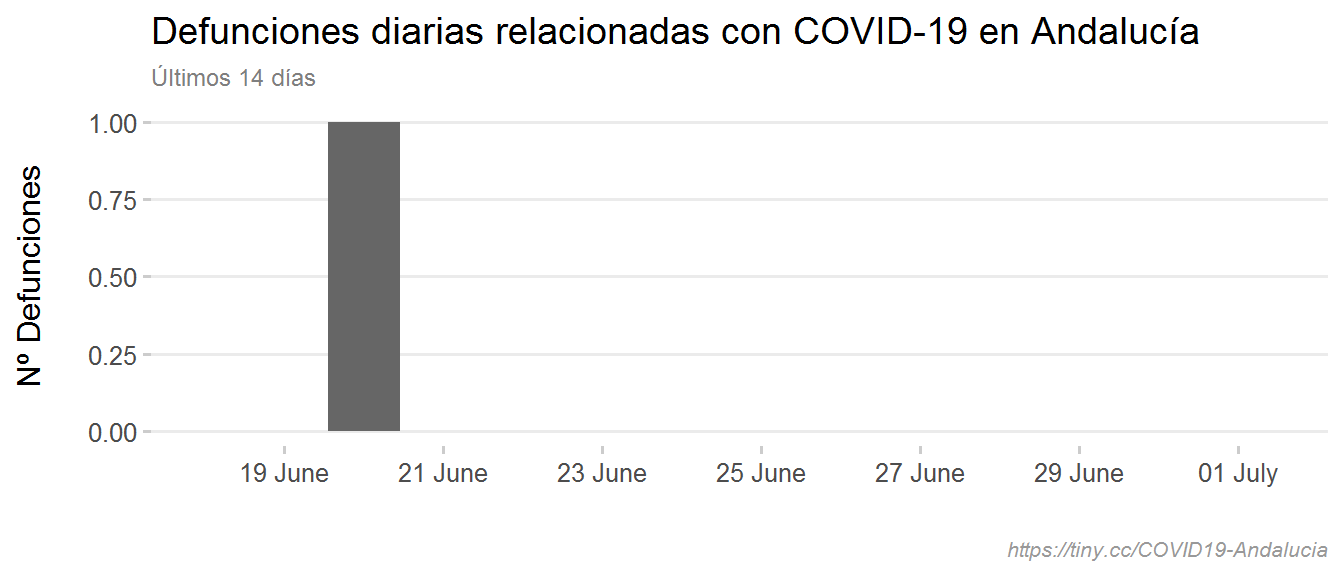 Defunciones diarias relacionadas con COVID-19 en Andalucía
Últimos 14 días
Nº Defunciones
1.00
0.75
0.50
0.25
0.00
19 June 21 June 23 June 25 June 27 June 29 June 01 July
https://tiny.cc/COVID19-Andalucia